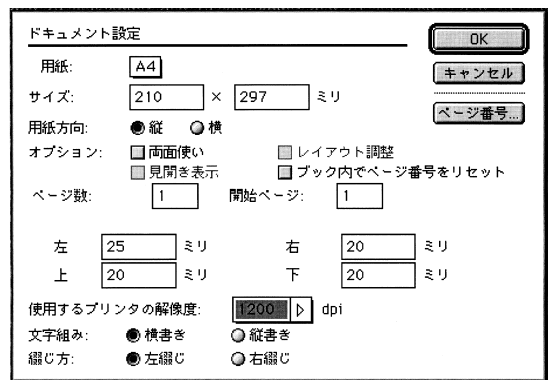 ドキュメント設定
OK
用紙: A4
キャンセル
サイズ: 210 × 297 ミリ
ページ番号...
用紙方向: 縦 横
オプション: 両面使い レイアウト調整
見開き表示 ブック内でページ番号をリセット
ページ数: 1 開始ページ: 1
左 25 ミリ 右 20 ミリ
上 20 ミリ 下 20 ミリ
使用するプリンタの解像度: 1200 dpi
文字組み: 横書き 縦書き
綴じ方: 左綴じ 右綴じ